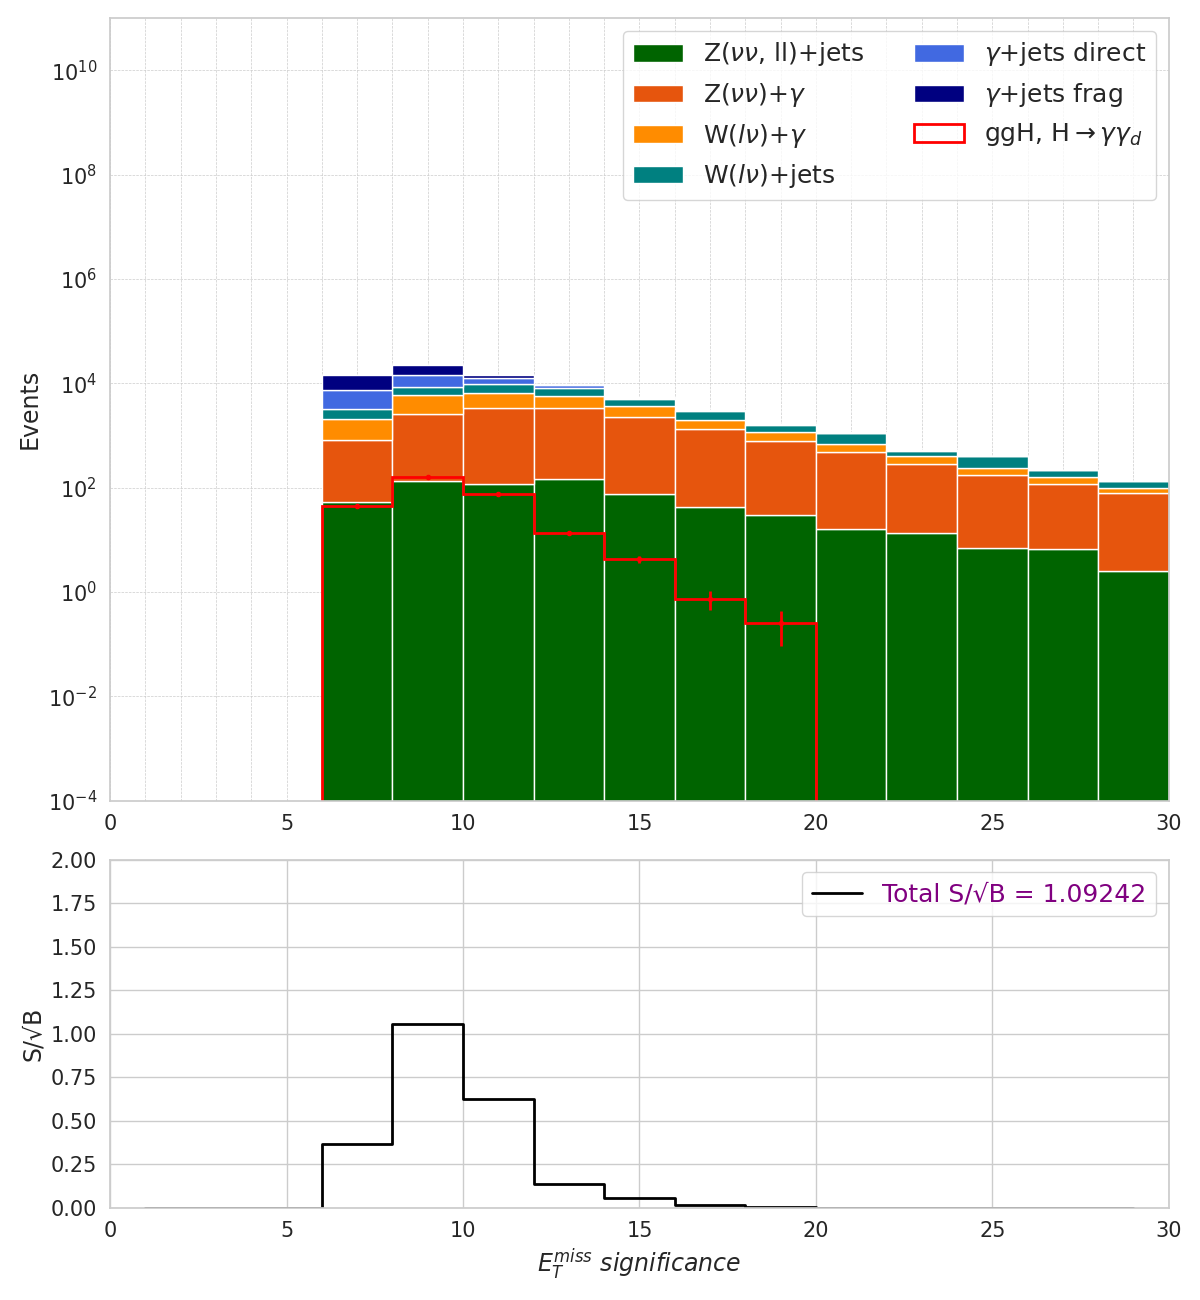 Z(νν, ll)+jets
Z(νν)+γ
W(lν)+γ
W(lν)+jets
γ+jets direct
γ+jets frag
ggH, H→γγ_d
Events
10^10
10^8
10^6
10^4
10^2
10^0
10^−2
10^−4
0 5 10 15 20 25 30
Total S/√B = 1.09242
S/√B
2.00
1.75
1.50
1.25
1.00
0.75
0.50
0.25
0.00
0 5 10 15 20 25 30
E_T^miss significance